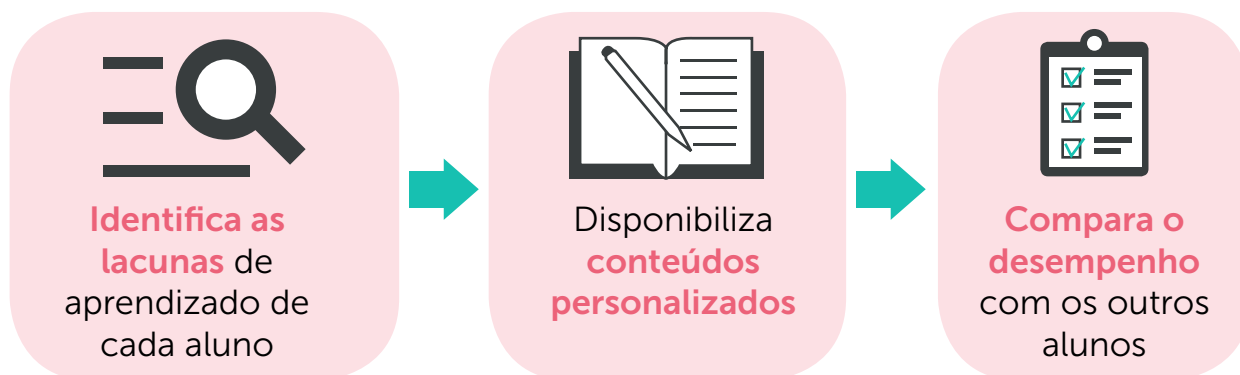 Identifica as
lacunas de
aprendizado de
cada aluno
Disponibiliza
conteúdos
personalizados
Compara o
desempenho
com os outros
alunos